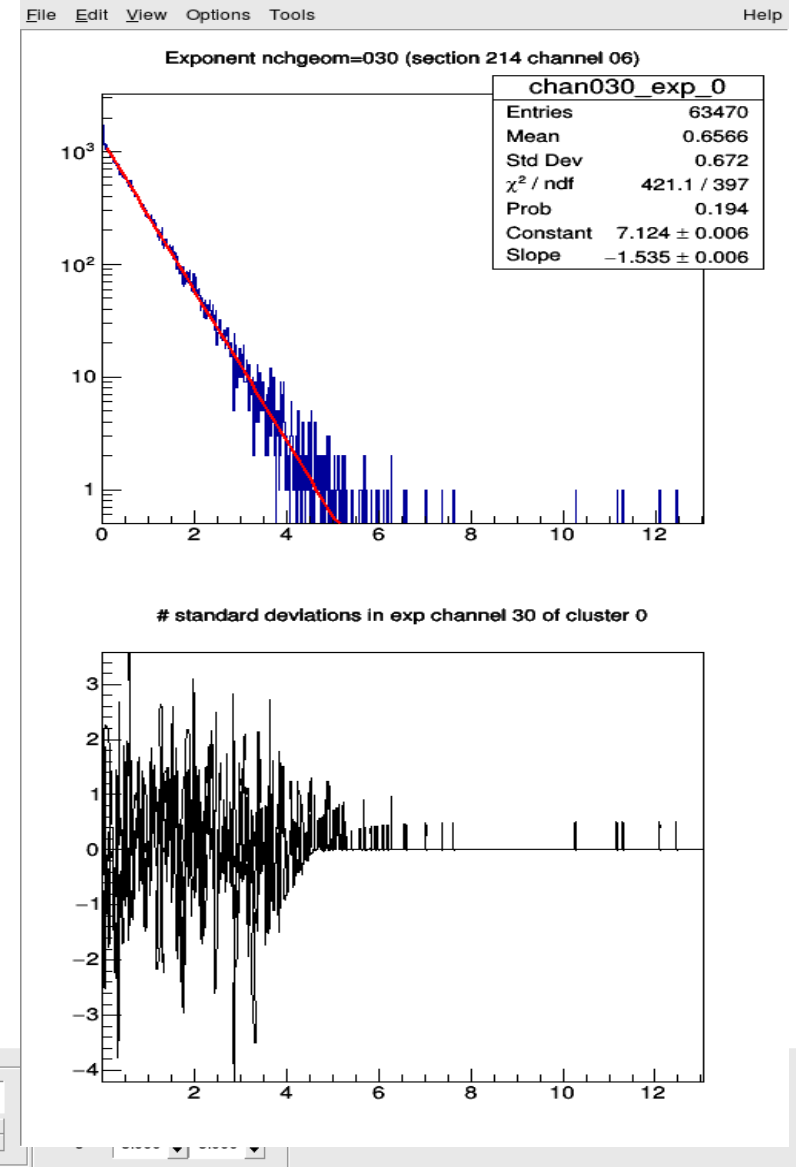 File Edit View Options Tools Help
Exponent nchgeom=030 (section 214 channel 06)
chan030_exp_0
Entries 63470
Mean 0.6566
Std Dev 0.672
χ² / ndf 421.1 / 397
Prob 0.194
Constant 7.124 ± 0.006
Slope −1.535 ± 0.006
10³
10²
10
1
0 2 4 6 8 10 12
# standard deviations in exp channel 30 of cluster 0
3
2
1
0
−1
−2
−3
−4
2 4 6 8 10 12